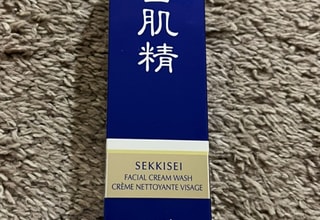 肌
精
SEKKISEI
FACIAL CREAM WASH
CRÈME NETTOYANTE VISAGE